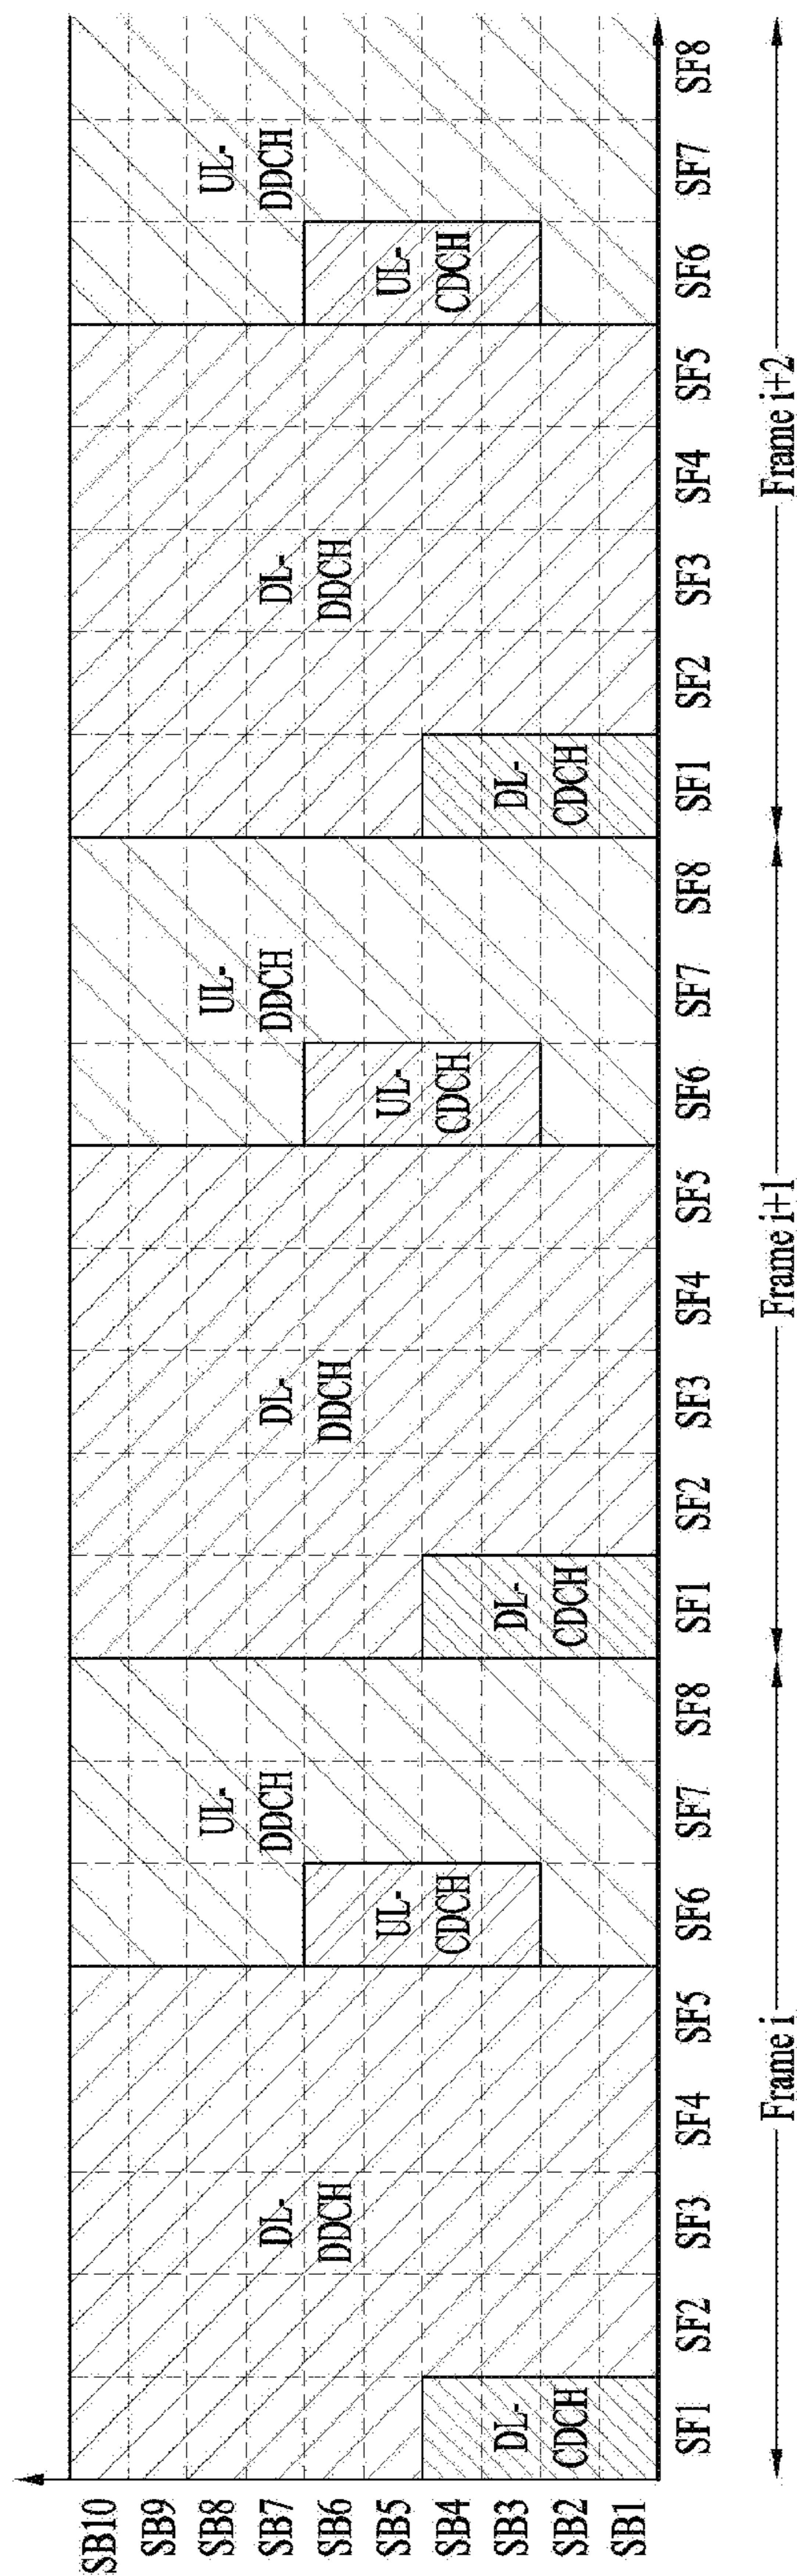 SB10
SB9
SB8
SB7
SB6
SB5
SB4
SB3
SB2
SB1
DL-
CDCH
DL-
DDCH
UL-
CDCH
UL-
DDCH
DL-
CDCH
DL-
DDCH
UL-
CDCH
UL-
DDCH
DL-
CDCH
DL-
DDCH
UL-
CDCH
UL-
DDCH
SF1 SF2 SF3 SF4 SF5 SF6 SF7 SF8 SF1 SF2 SF3 SF4 SF5 SF6 SF7 SF8 SF1 SF2 SF3 SF4 SF5 SF6 SF7 SF8
Frame i Frame i+1 Frame i+2